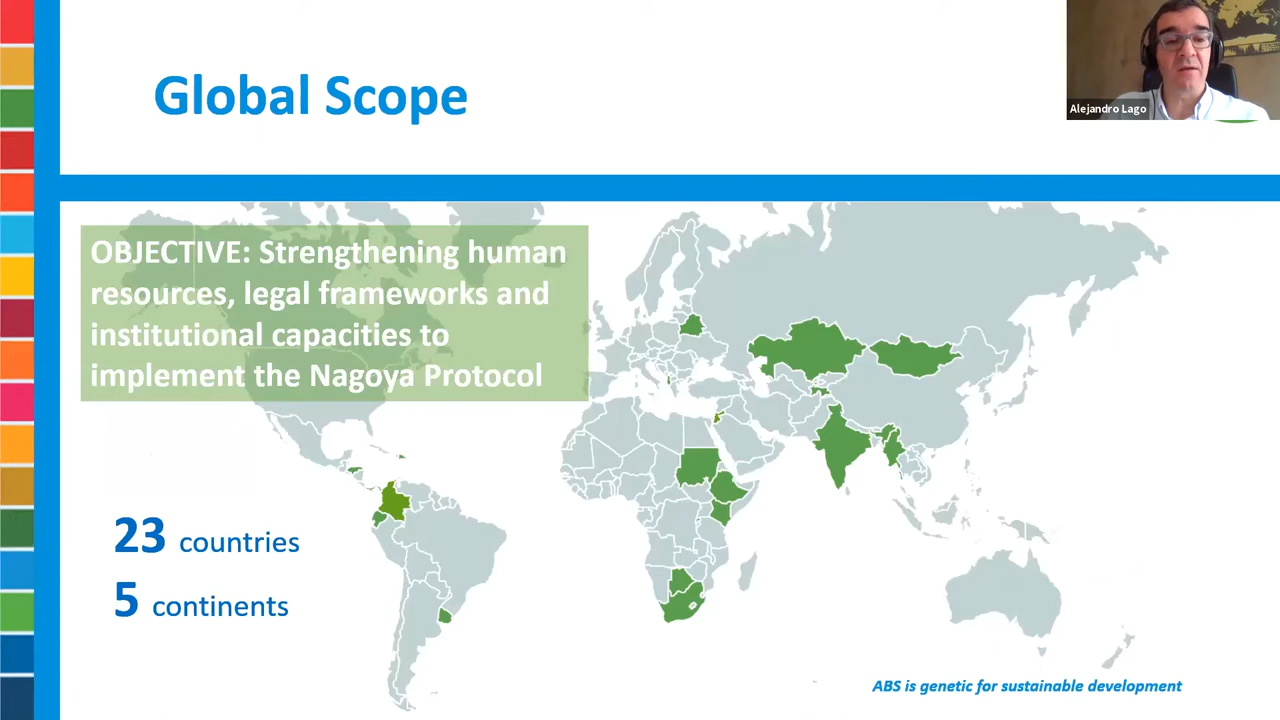 Global Scope
Alejandro Lago
OBJECTIVE: Strengthening human
resources, legal frameworks and
institutional capacities to
implement the Nagoya Protocol
23 countries
5 continents
ABS is genetic for sustainable development